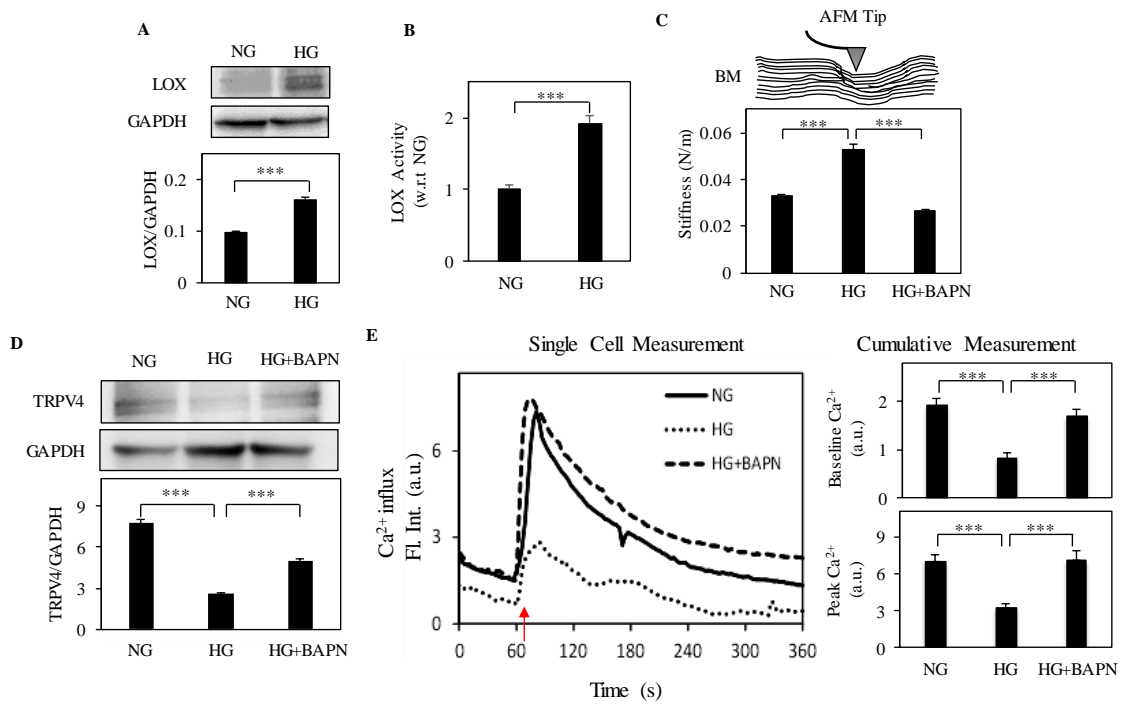 A
NG HG
LOX
GAPDH
LOX/GAPDH
0.2
0.1
0
***
NG HG
B
LOX Activity
(w.r.t NG)
2
1
0
***
NG HG
C
AFM Tip
BM
Stiffness (N/m)
0.06
0.04
0.02
0
*** ***
NG HG HG+BAPN
D
NG HG HG+BAPN
TRPV4
GAPDH
TRPV4/GAPDH
9
6
3
0
*** ***
NG HG HG+BAPN
E
Single Cell Measurement
Ca2+ influx
Fl. Int. (a.u.)
6
3
0
NG
HG
HG+BAPN
0 60 120 180 240 300 360
Time (s)
Cumulative Measurement
Baseline Ca2+
(a.u.)
2
1
0
*** ***
Peak Ca2+
(a.u.)
9
6
3
0
*** ***
NG HG HG+BAPN